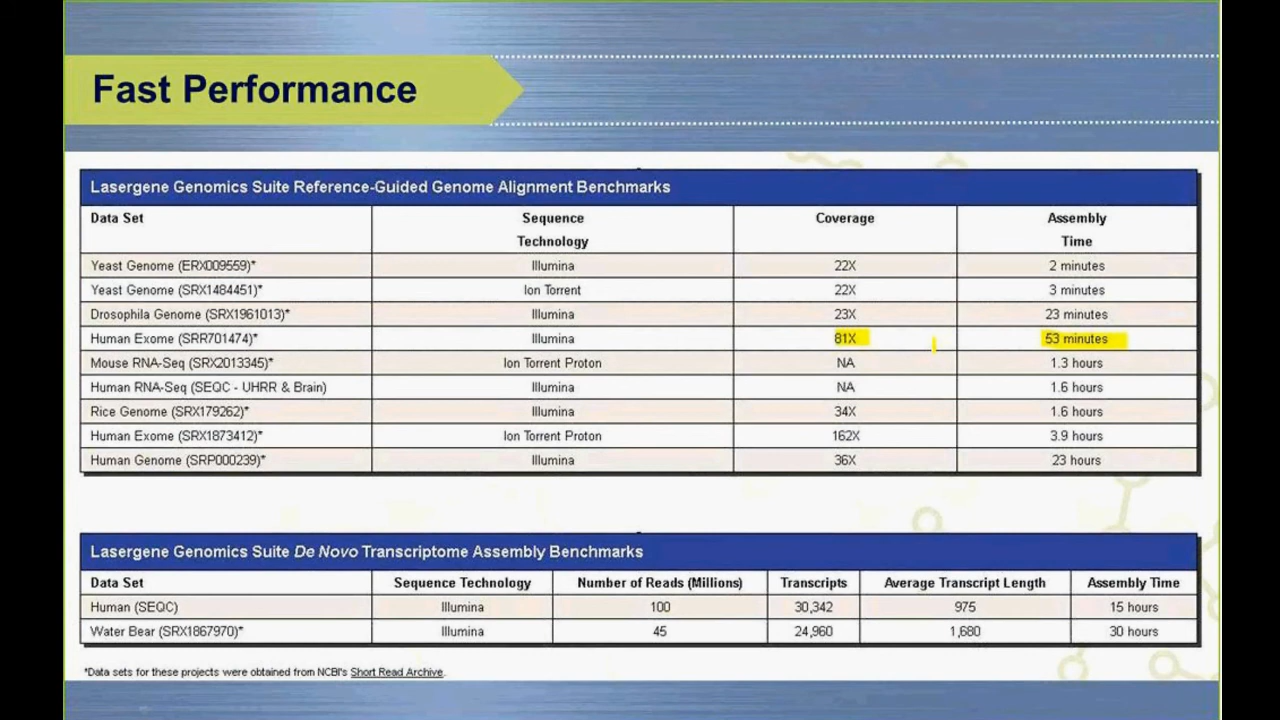 Fast Performance
Lasergene Genomics Suite Reference-Guided Genome Alignment Benchmarks
Data Set Sequence Technology Coverage Assembly Time
Yeast Genome (ERX009559)* Illumina 22X 2 minutes
Yeast Genome (SRX1484451)* Ion Torrent 22X 3 minutes
Drosophila Genome (SRX1961013)* Illumina 23X 23 minutes
Human Exome (SRR701474)* Illumina 81X 53 minutes
Mouse RNA-Seq (SRX2013345)* Ion Torrent Proton NA 1.3 hours
Human RNA-Seq (SEQC - UHRR & Brain) Illumina NA 1.6 hours
Rice Genome (SRX179262)* Illumina 34X 1.6 hours
Human Exome (SRX1873412)* Ion Torrent Proton 162X 3.9 hours
Human Genome (SRP000239)* Illumina 36X 23 hours
Lasergene Genomics Suite De Novo Transcriptome Assembly Benchmarks
Data Set Sequence Technology Number of Reads (Millions) Transcripts Average Transcript Length Assembly Time
Human (SEQC) Illumina 100 30,342 975 15 hours
Water Bear (SRX1867970)* Illumina 45 24,960 1,680 30 hours
*Data sets for these projects were obtained from NCBI's Short Read Archive.